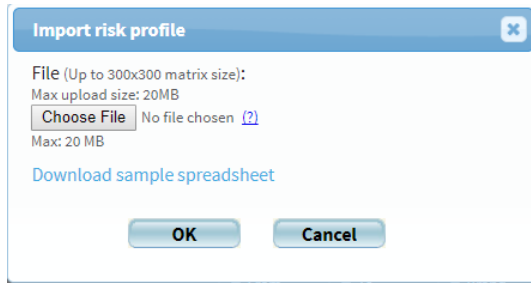 Import risk profile
File (Up to 300x300 matrix size):
Max upload size: 20MB
Choose File No file chosen (?)
Max: 20 MB
Download sample spreadsheet
OK Cancel